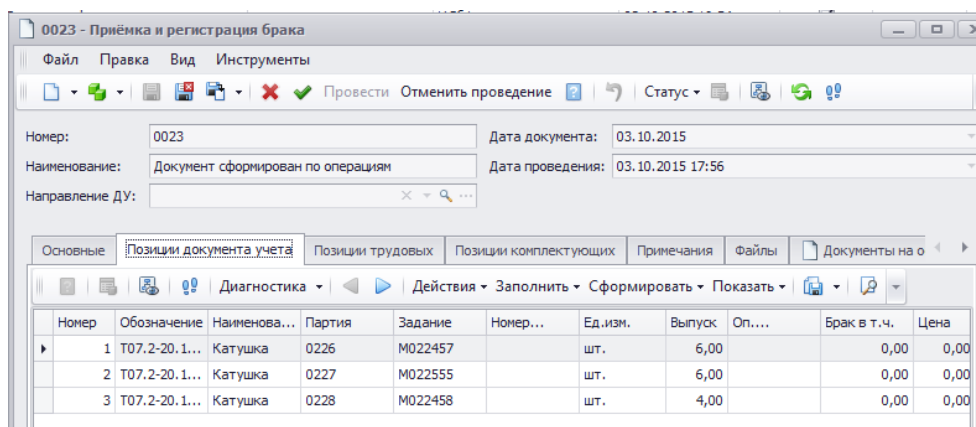 0023 - Приёмка и регистрация брака
Файл Правка Вид Инструменты
Провести Отменить проведение Статус
Номер: 0023 Дата документа: 03.10.2015
Наименование: Документ сформирован по операциям Дата проведения: 03.10.2015 17:56
Направление ДУ:
Основные Позиции документа учета Позиции трудовых Позиции комплектующих Примечания Файлы Документы на о
Диагностика Действия Заполнить Сформировать Показать
Номер Обозначение Наименова... Партия Задание Номер... Ед.изм. Выпуск Оп.... Брак в т.ч. Цена
1 Т07.2-20.1... Катушка 0226 М022457 шт. 6,00 0,00 0,00
2 Т07.2-20.1... Катушка 0227 М022555 шт. 6,00 0,00 0,00
3 Т07.2-20.1... Катушка 0228 М022458 шт. 4,00 0,00 0,00